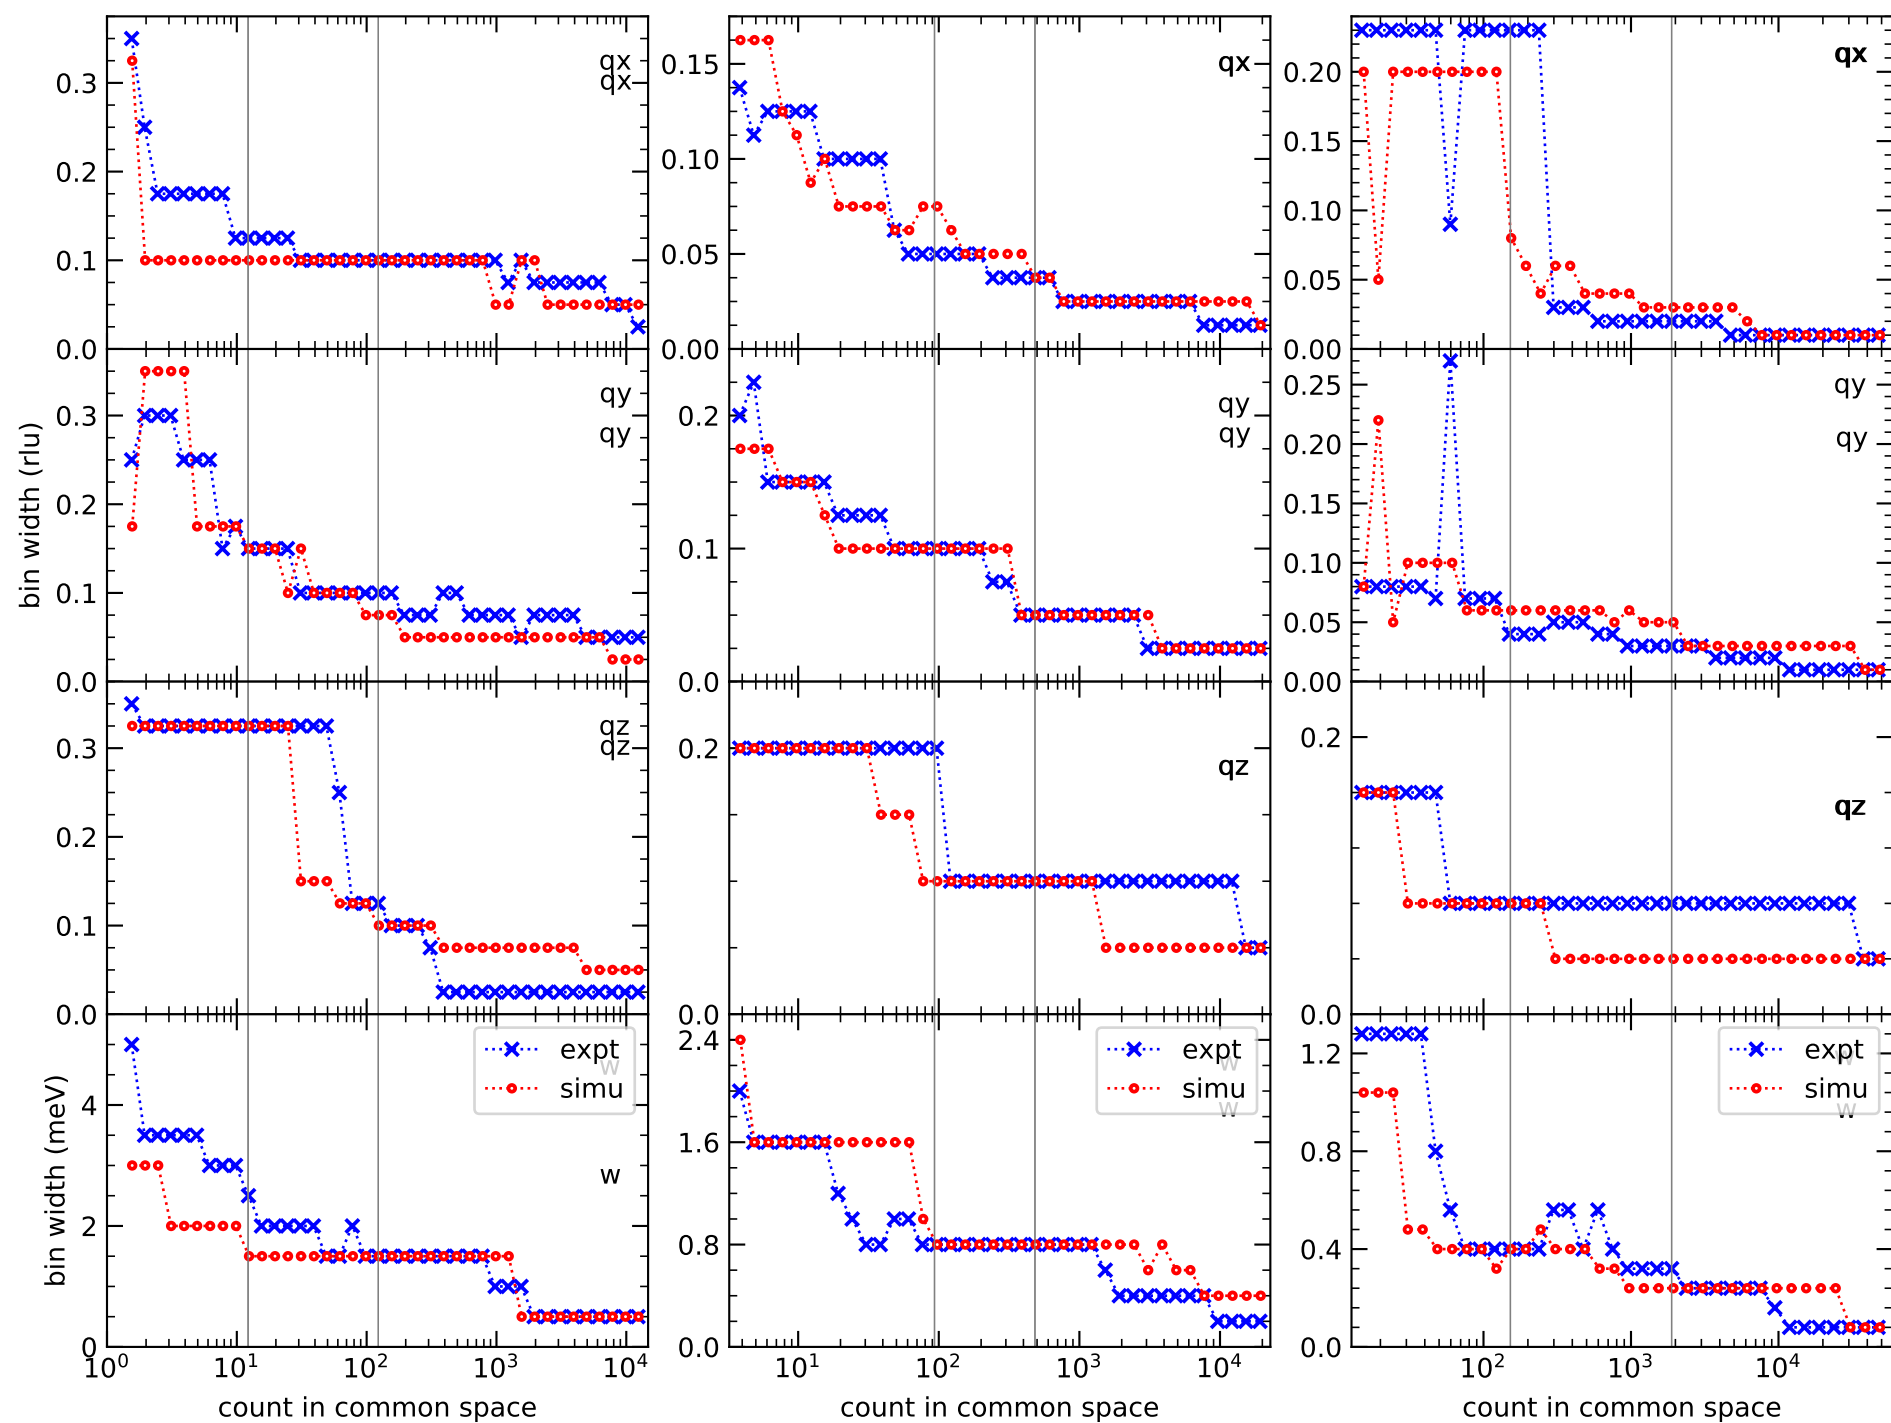 qx
qx
0.3
0.2
0.1
0.0
qx
0.15
0.10
0.05
0.00
qx
0.20
0.15
0.10
0.05
0.00
bin width (rlu)
qy
qy
0.3
0.2
0.1
0.0
qy
qy
0.2
0.1
0.0
qy
qy
0.25
0.20
0.15
0.10
0.05
0.00
qz
qz
0.3
0.2
0.1
0.0
qz
0.2
0.0
qz
0.2
0.0
bin width (meV)
expt
simu
w
w
4
2
0
10⁰ 10¹ 10² 10³ 10⁴
count in common space
expt
simu
w
w
2.4
1.6
0.8
0.0
10¹ 10² 10³ 10⁴
count in common space
expt
simu
w
w
1.2
0.8
0.4
0.0
10² 10³ 10⁴
count in common space